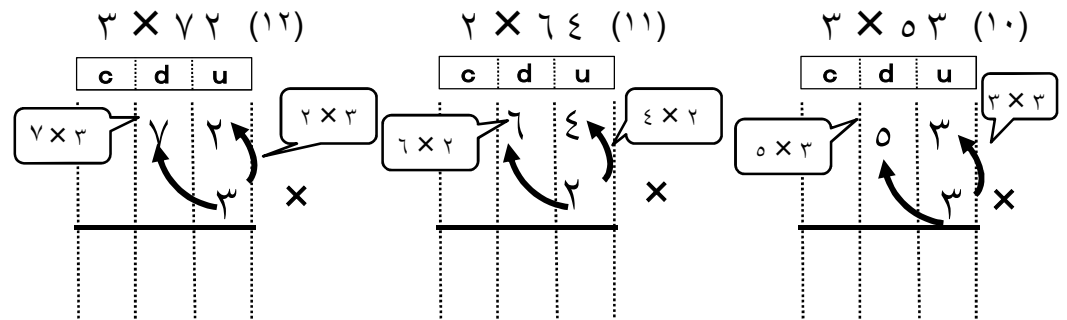 (١٠) ٥٣ × ٣
c d u
٣ × ٣
٥ ٣
٥ × ٣
٣ ×
(١١) ٦٤ × ٢
c d u
٤ × ٢
٦ ٤
٦ × ٢
٢ ×
(١٢) ٧٢ × ٣
c d u
٢ × ٣
٧ ٢
٧ × ٣
٣ ×